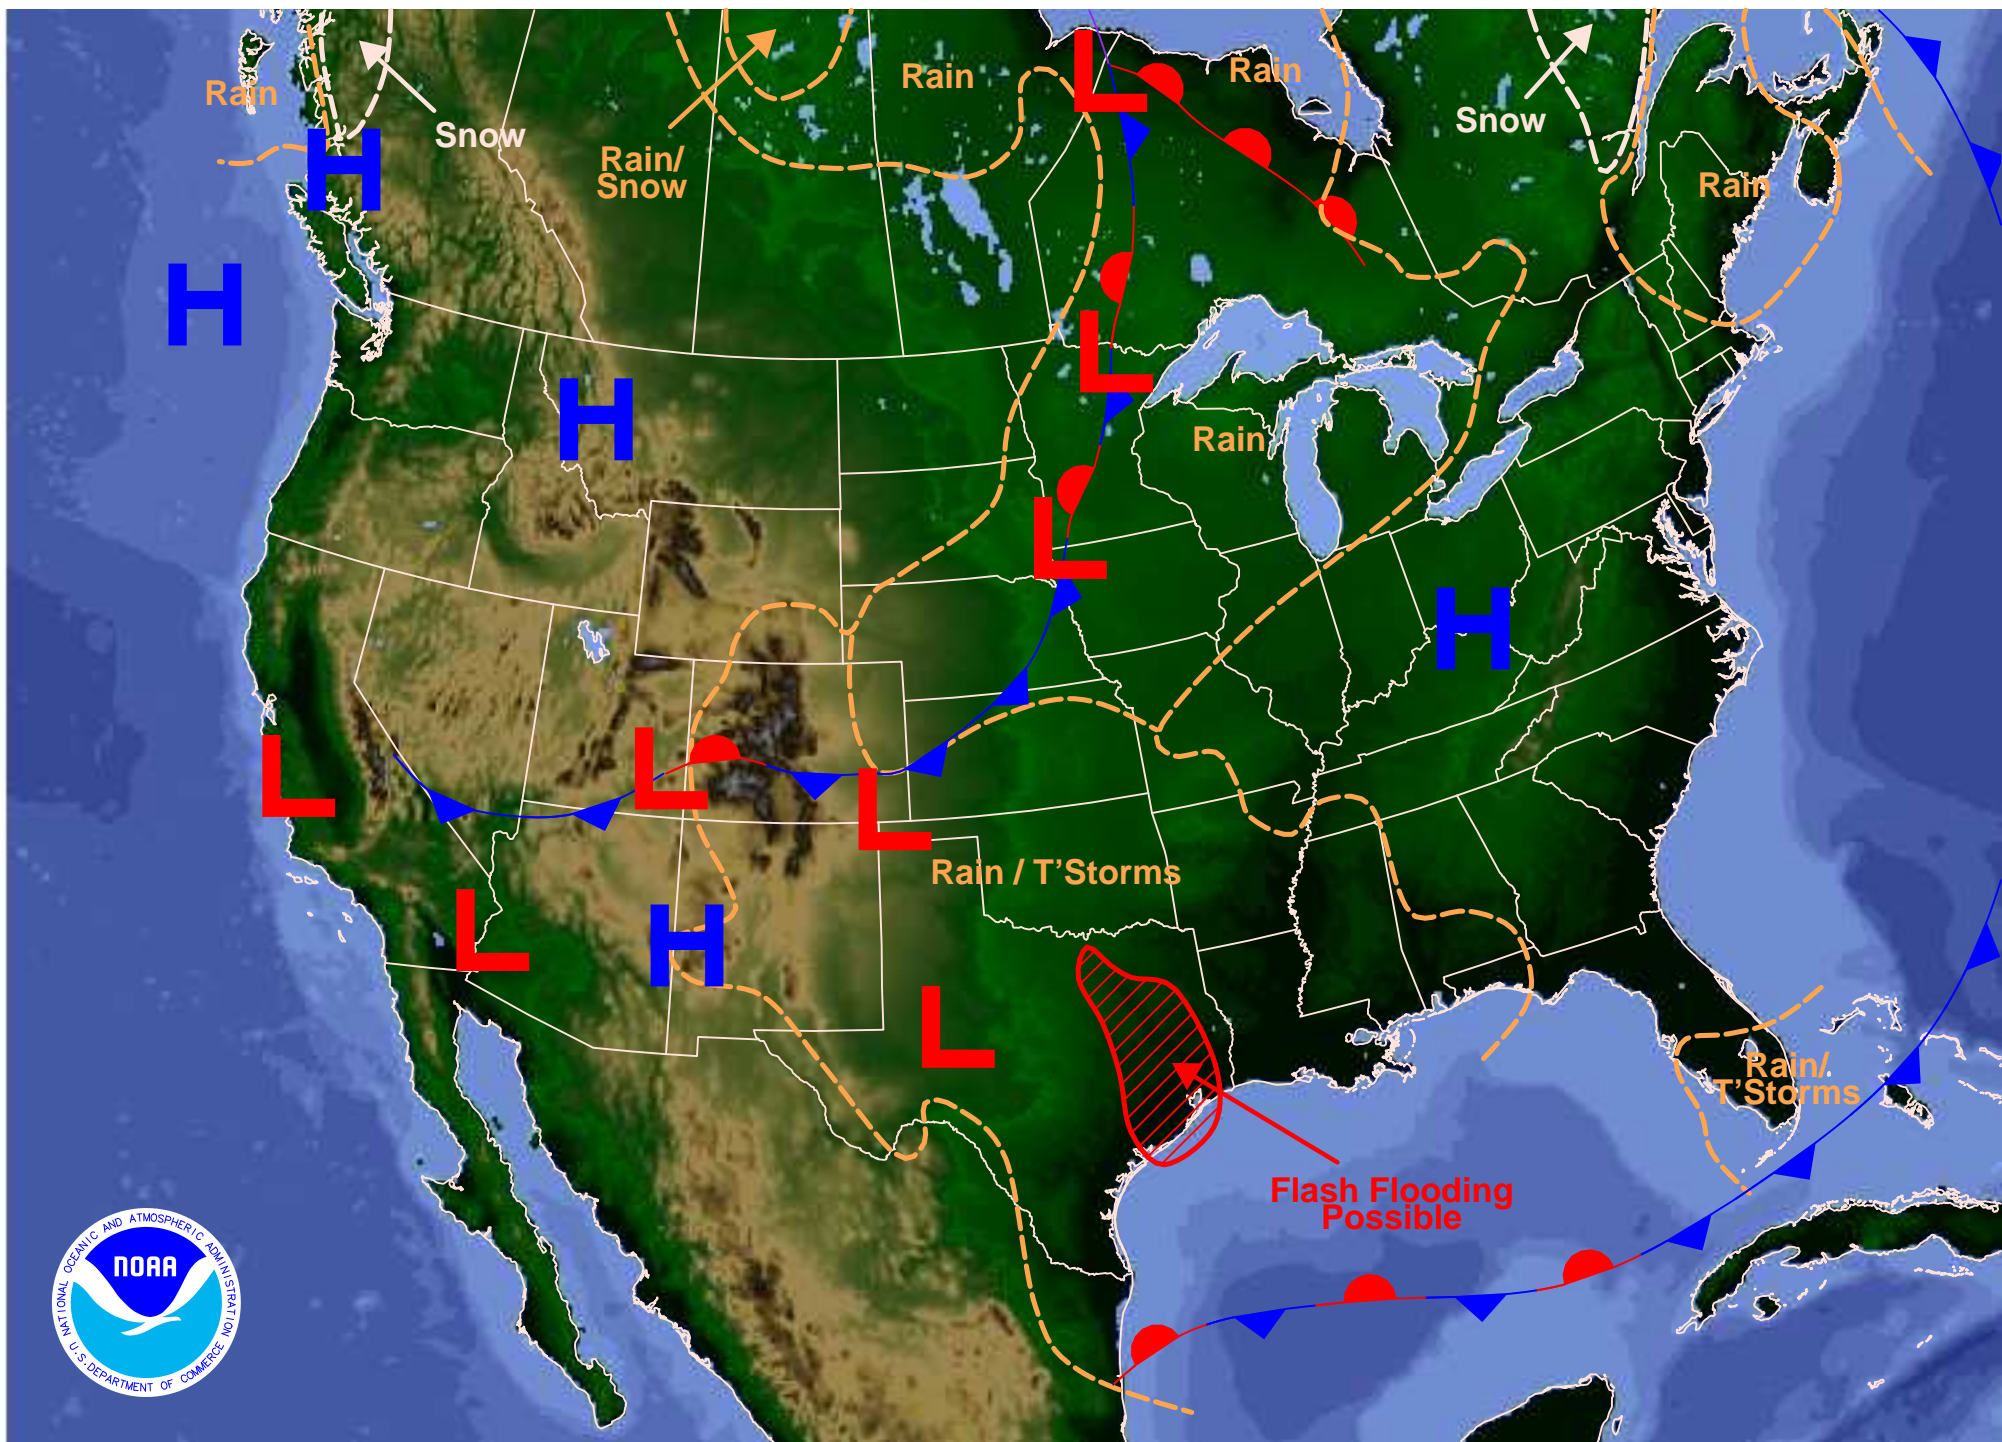 Rain
Snow
Rain/
Snow
Rain
Rain
Snow
Rain
H
H
H
L
L
L
Rain
H
L
L
L
Rain / T'Storms
L
H
L
Rain/
T'Storms
Flash Flooding
Possible
NATIONAL OCEANIC AND ATMOSPHERIC ADMINISTRATION
NOAA
U.S. DEPARTMENT OF COMMERCE